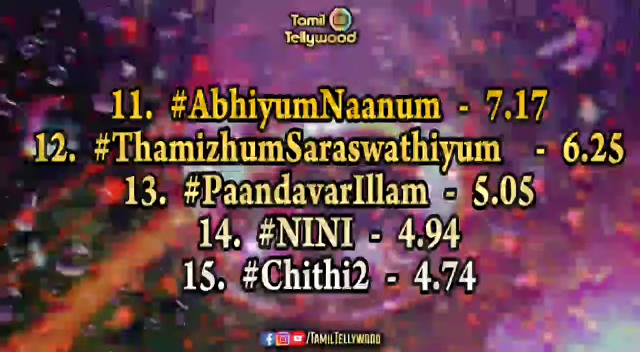 Tamil
Tellywood
11. #AbhiyumNaanum - 7.17
12. #ThamizhumSaraswathiyum - 6.25
13. #PaandavarIllam - 5.05
14. #NINI - 4.94
15. #Chithi2 - 4.74
/TAMILTELLYWOOD